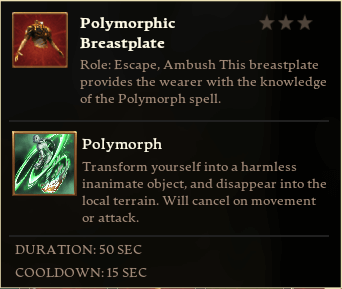 Polymorphic
Breastplate
Role: Escape, Ambush This breastplate
provides the wearer with the knowledge
of the Polymorph spell.
Polymorph
Transform yourself into a harmless
inanimate object, and disappear into the
local terrain. Will cancel on movement
or attack.
DURATION: 50 SEC
COOLDOWN: 15 SEC